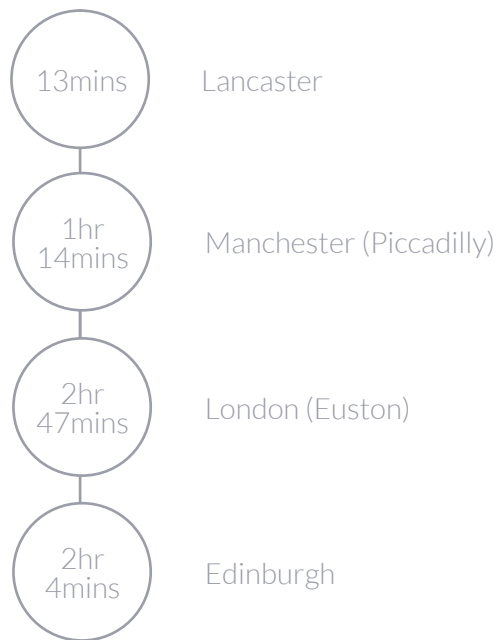 13mins
Lancaster
1hr
14mins
Manchester (Piccadilly)
2hr
47mins
London (Euston)
2hr
4mins
Edinburgh